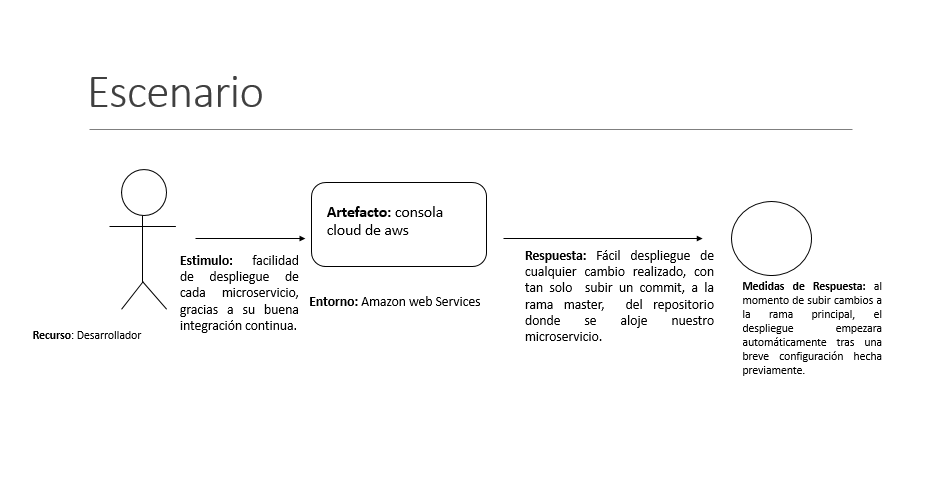 Escenario
Artefacto: consola
cloud de aws
Estimulo: facilidad
de despliegue de
cada microservicio,
gracias a su buena
integración continua.
Entorno: Amazon web Services
Recurso: Desarrollador
Respuesta: Fácil despliegue de
cualquier cambio realizado, con
tan solo subir un commit, a la
rama master, del repositorio
donde se aloje nuestro
microservicio.
Medidas de Respuesta: al
momento de subir cambios a
la rama principal, el
despliegue empezara
automáticamente tras una
breve configuración hecha
previamente.